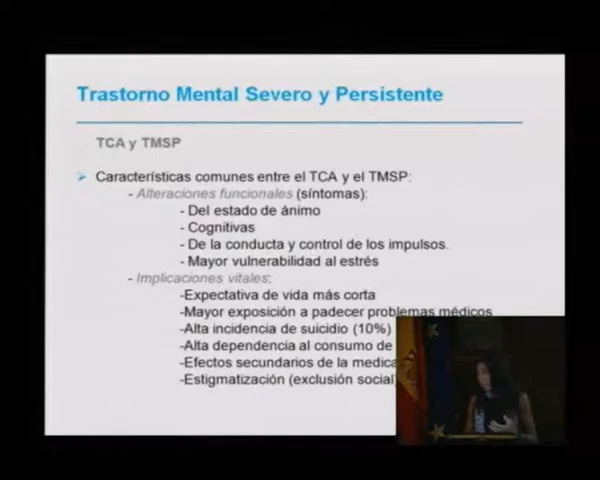 Trastorno Mental Severo y Persistente
TCA y TMSP
Características comunes entre el TCA y el TMSP:
- Alteraciones funcionales (síntomas):
- Del estado de ánimo
- Cognitivas
- De la conducta y control de los impulsos.
- Mayor vulnerabilidad al estrés
- Implicaciones vitales:
-Expectativa de vida más corta
-Mayor exposición a padecer problemas médicos
-Alta incidencia de suicidio (10%)
-Alta dependencia al consumo de
-Efectos secundarios de la medica
-Estigmatización (exclusión social)